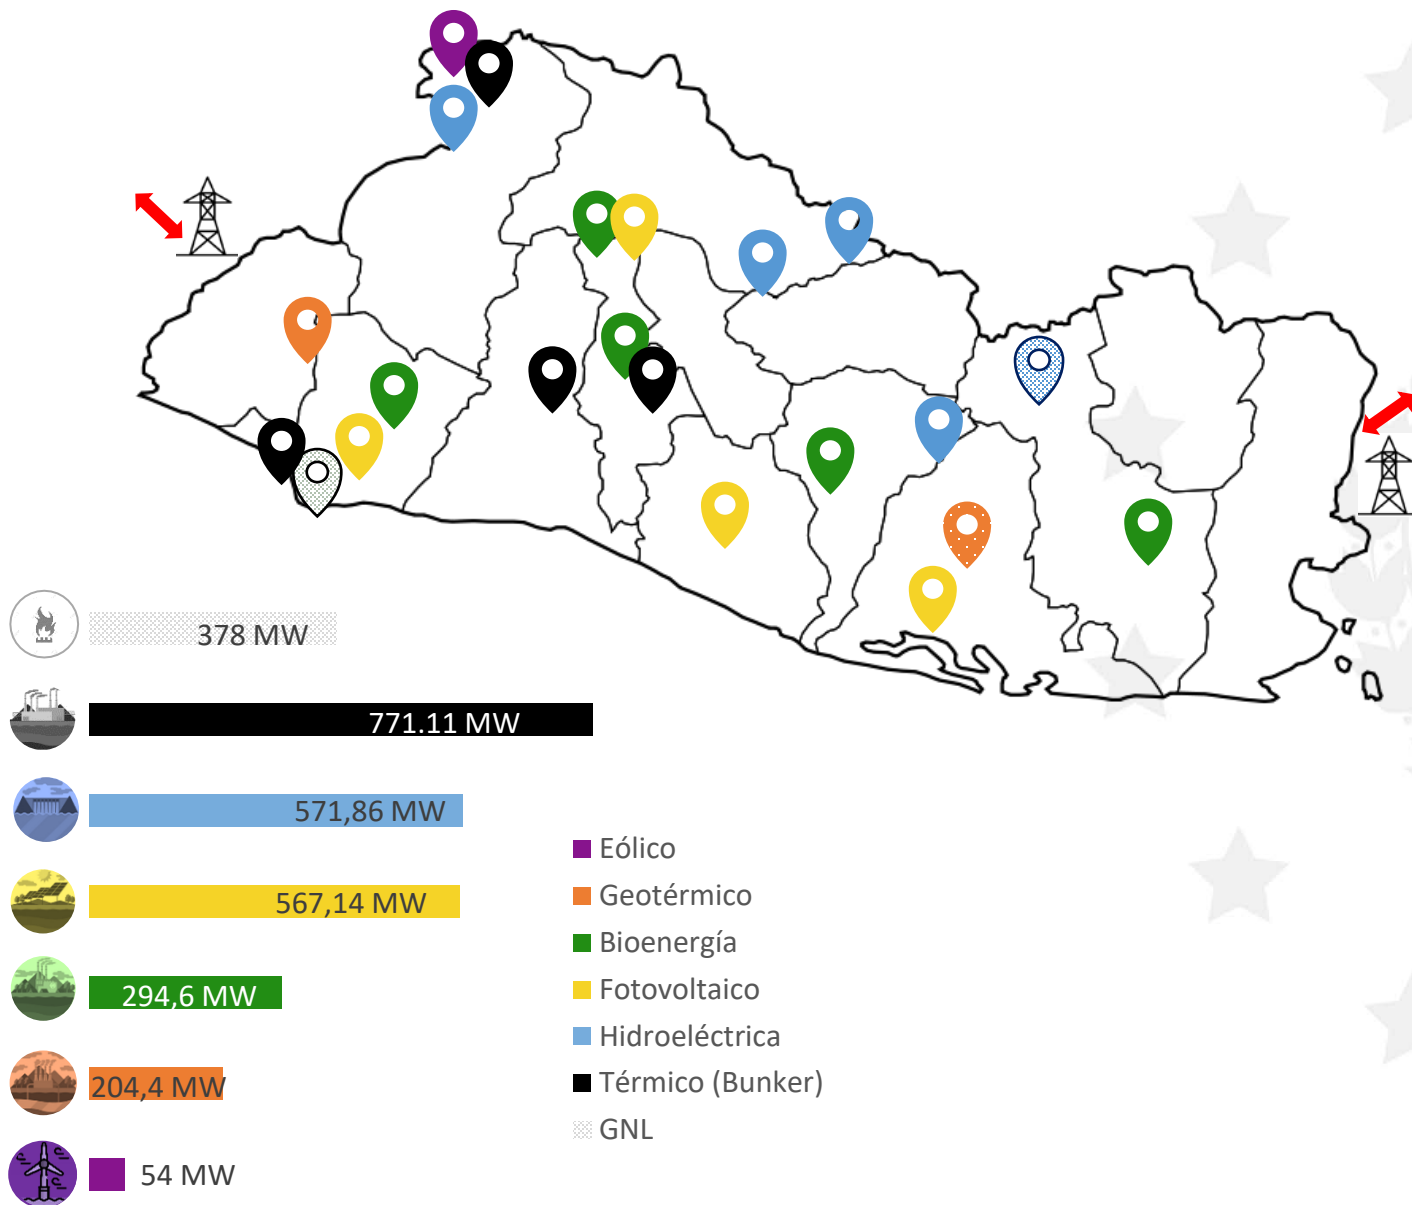 378 MW
771.11 MW
571,86 MW
567,14 MW
294,6 MW
204,4 MW
54 MW
Eólico
Geotérmico
Bioenergía
Fotovoltaico
Hidroeléctrica
Térmico (Bunker)
GNL